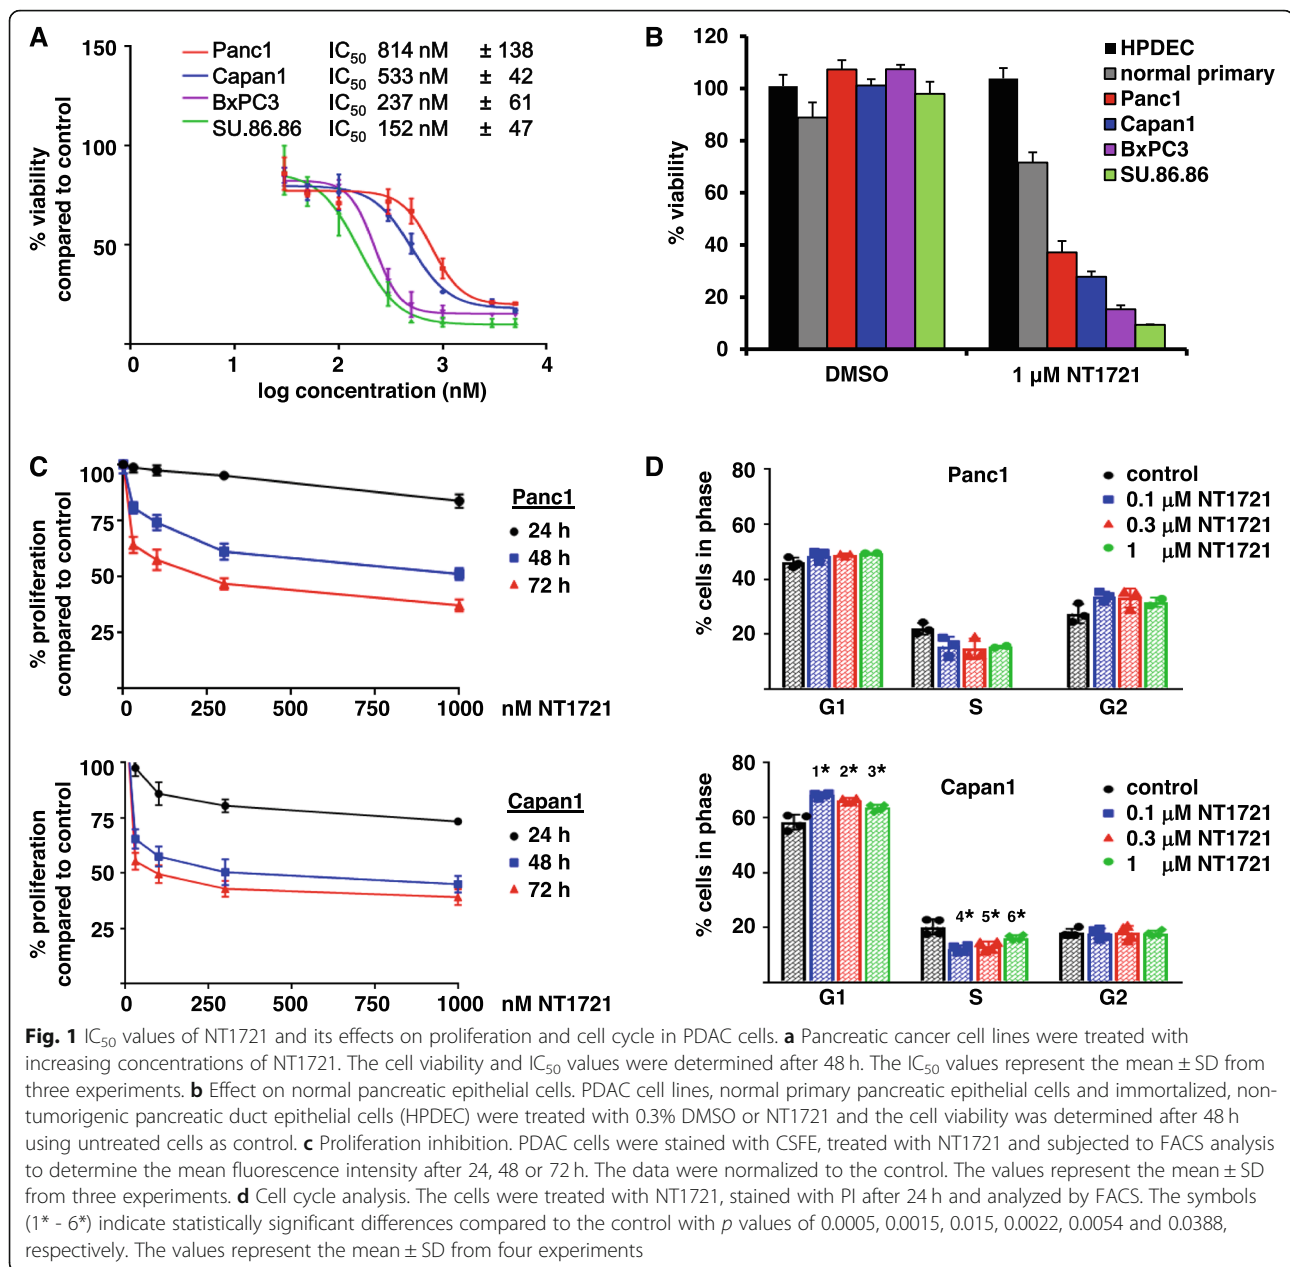 A
150
100
50
% viability
compared to control
Panc1 IC50 814 nM ± 138
Capan1 IC50 533 nM ± 42
BxPC3 IC50 237 nM ± 61
SU.86.86 IC50 152 nM ± 47
0 1 2 3 4
log concentration (nM)
B
120
100
80
60
40
20
0
% viability
HPDEC
normal primary
Panc1
Capan1
BxPC3
SU.86.86
DMSO 1 µM NT1721
C
100
75
50
25
% proliferation
compared to control
Panc1
24 h
48 h
72 h
0 250 500 750 1000 nM NT1721
100
75
50
25
% proliferation
compared to control
Capan1
24 h
48 h
72 h
0 250 500 750 1000 nM NT1721
D
80
60
40
20
% cells in phase
Panc1
control
0.1 µM NT1721
0.3 µM NT1721
1 µM NT1721
G1 S G2
80
60
40
20
% cells in phase
1* 2* 3*
4* 5* 6*
Capan1
control
0.1 µM NT1721
0.3 µM NT1721
1 µM NT1721
G1 S G2
Fig. 1 IC50 values of NT1721 and its effects on proliferation and cell cycle in PDAC cells. a Pancreatic cancer cell lines were treated with
increasing concentrations of NT1721. The cell viability and IC50 values were determined after 48 h. The IC50 values represent the mean ± SD from
three experiments. b Effect on normal pancreatic epithelial cells. PDAC cell lines, normal primary pancreatic epithelial cells and immortalized, non-
tumorigenic pancreatic duct epithelial cells (HPDEC) were treated with 0.3% DMSO or NT1721 and the cell viability was determined after 48 h
using untreated cells as control. c Proliferation inhibition. PDAC cells were stained with CSFE, treated with NT1721 and subjected to FACS analysis
to determine the mean fluorescence intensity after 24, 48 or 72 h. The data were normalized to the control. The values represent the mean ± SD
from three experiments. d Cell cycle analysis. The cells were treated with NT1721, stained with PI after 24 h and analyzed by FACS. The symbols
(1* - 6*) indicate statistically significant differences compared to the control with p values of 0.0005, 0.0015, 0.015, 0.0022, 0.0054 and 0.0388,
respectively. The values represent the mean ± SD from four experiments